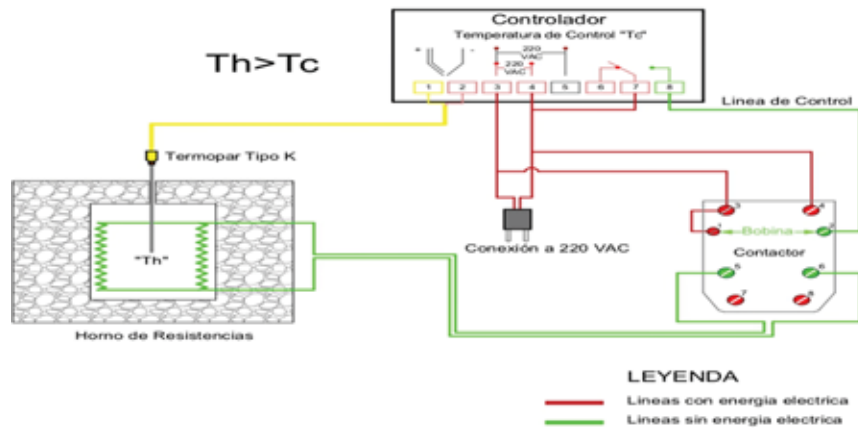 Controlador
Temperatura de Control "Tc"
Th>Tc
+ -
220
VAC
220
VAC
1 2 3 4 5 6 7 8
Linea de Control
Termopar Tipo K
"Th"
Conexión a 220 VAC
3 4
1 Bobina 2
Contactor
5 6
7 8
Horno de Resistencias
LEYENDA
Lineas con energia electrica
Lineas sin energia electrica